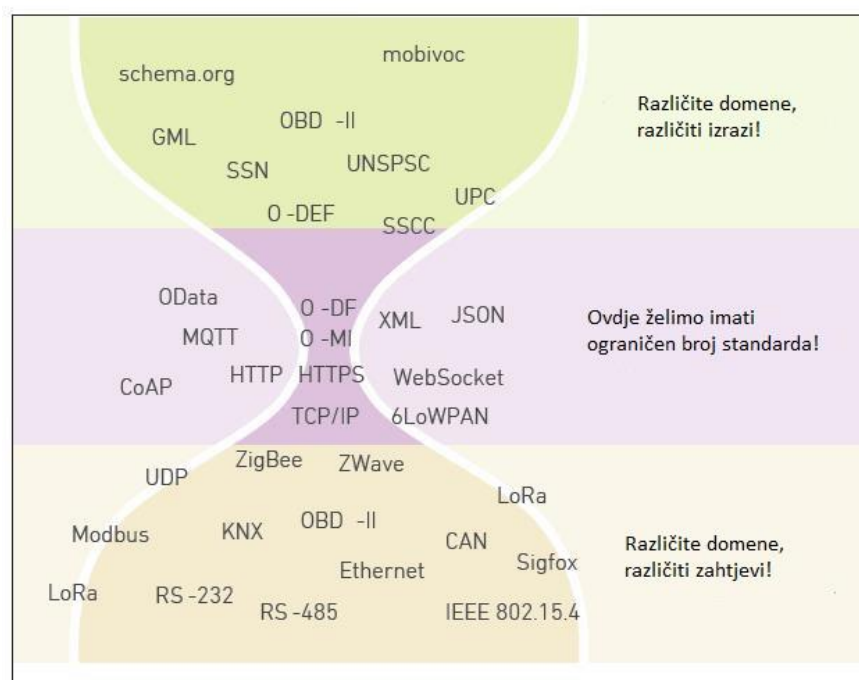 mobivoc
schema.org
OBD -II
GML
UNSPSC
SSN
UPC
O -DEF
SSCC
Različite domene,
različiti izrazi!
OData
O -DF
XML
JSON
MQTT
O -MI
HTTP
HTTPS
WebSocket
CoAP
TCP/IP
6LoWPAN
Ovdje želimo imati
ograničen broj standarda!
ZigBee
ZWave
UDP
LoRa
OBD -II
KNX
Modbus
CAN
Sigfox
Ethernet
LoRa
RS -232
RS -485
IEEE 802.15.4
Različite domene,
različiti zahtjevi!